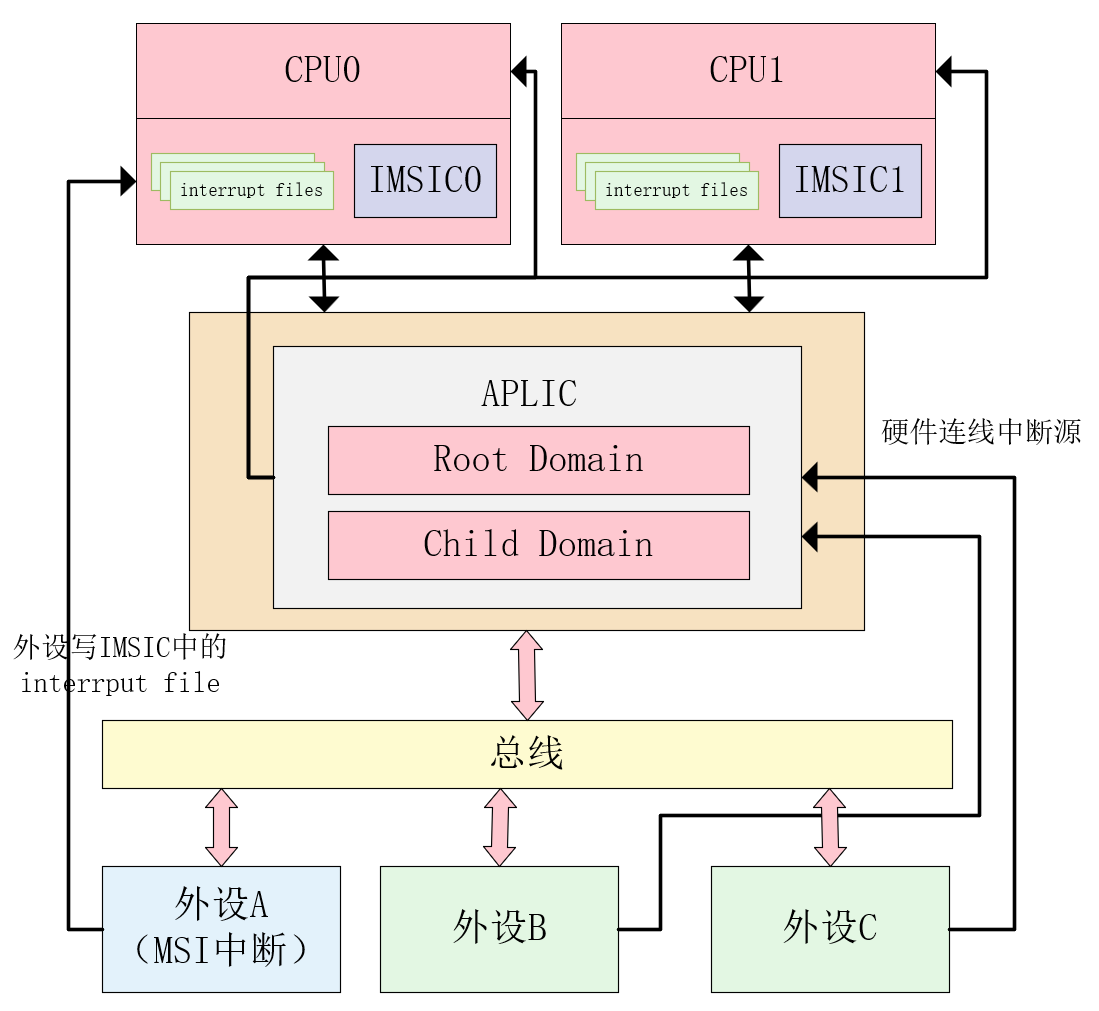 CPU0
CPU1
interrupt files
IMSIC0
interrupt files
IMSIC1
APLIC
Root Domain
Child Domain
硬件连线中断源
外设写IMSIC中的
interrput file
总线
外设A
（MSI中断）
外设B
外设C